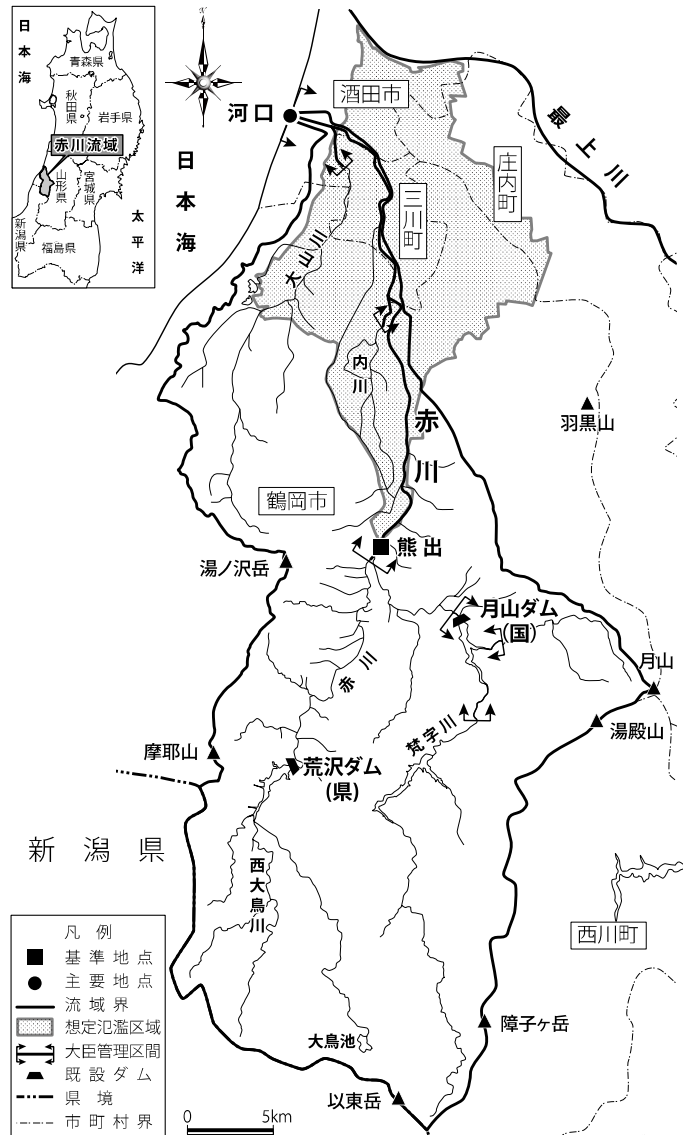 日本海
青森県
秋田県
岩手県
赤川流域
山形県
宮城県
新潟県
福島県
太平洋
N
河口
日本海
酒田市
最上川
庄内町
三川町
大山川
内川
赤川
羽黒山
鶴岡市
熊出
湯ノ沢岳
月山ダム
(国)
月山
赤川
梵字川
湯殿山
摩耶山
荒沢ダム
(県)
新潟県
西大鳥川
西川町
大鳥池
障子ヶ岳
以東岳
凡例
基準地点
主要地点
流域界
想定氾濫区域
大臣管理区間
既設ダム
県境
市町村界
0 5km